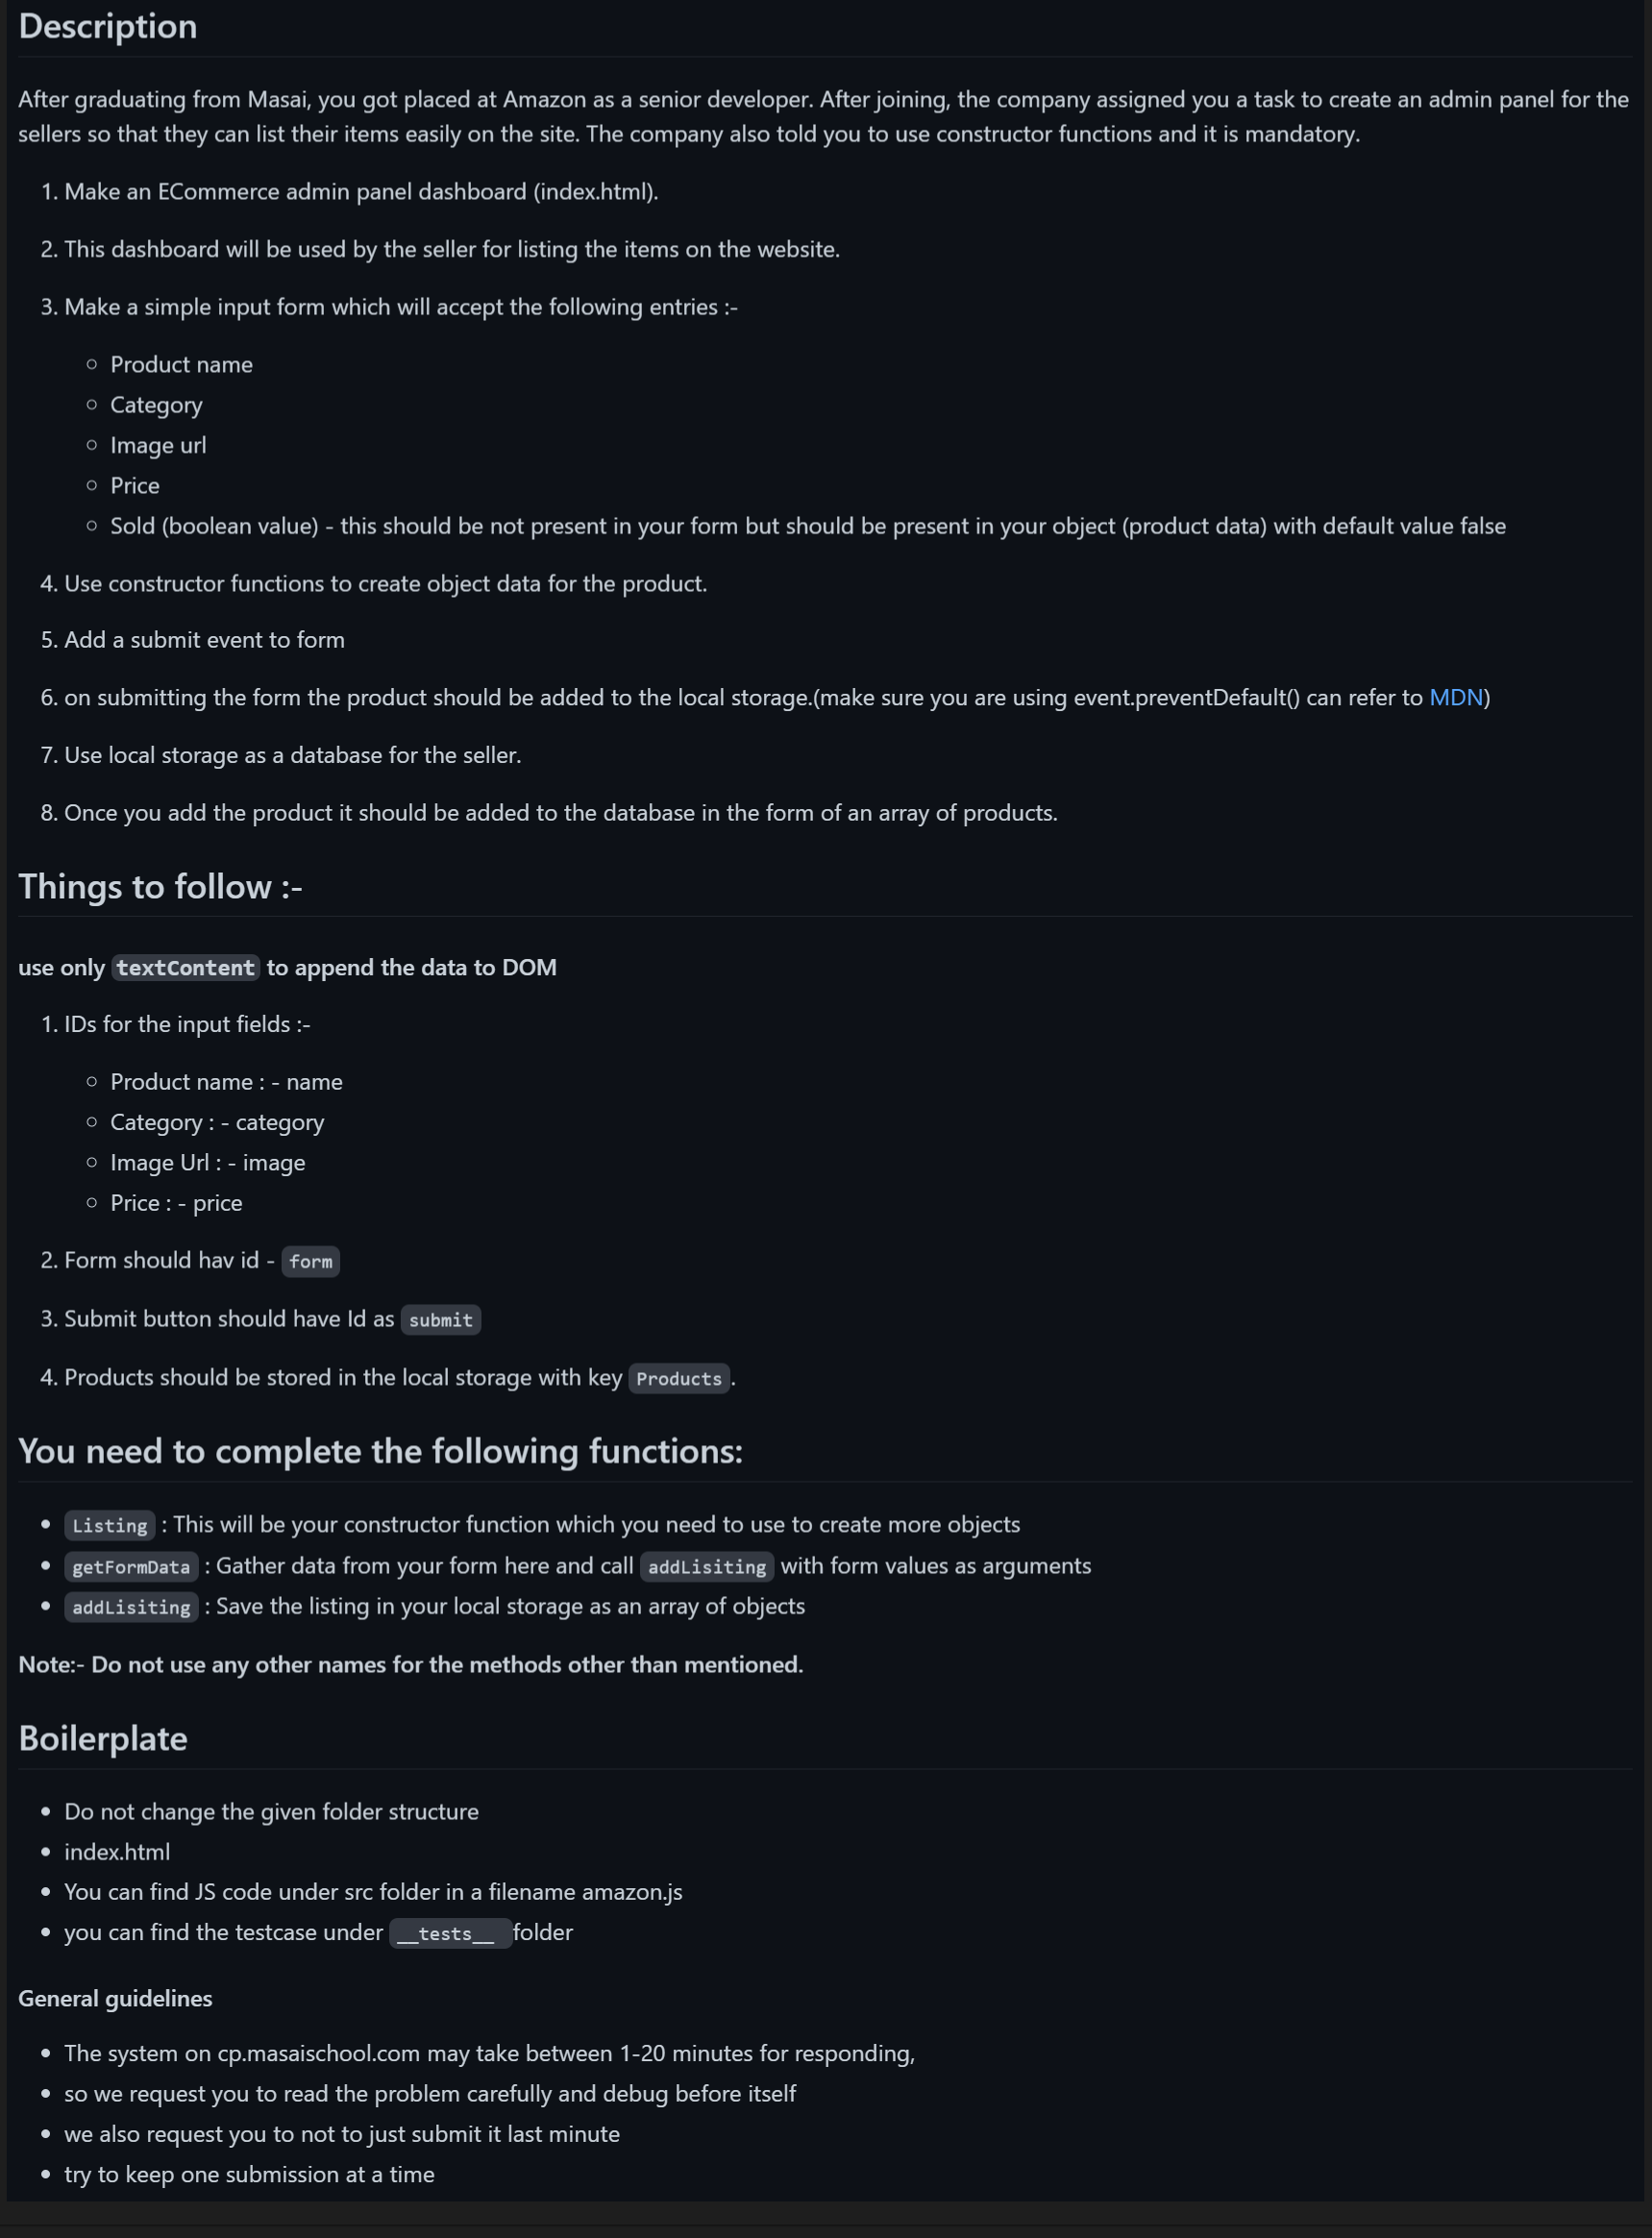 Description
After graduating from Masai, you got placed at Amazon as a senior developer. After joining, the company assigned you a task to create an admin panel for the
sellers so that they can list their items easily on the site. The company also told you to use constructor functions and it is mandatory.
1. Make an ECommerce admin panel dashboard (index.html).
2. This dashboard will be used by the seller for listing the items on the website.
3. Make a simple input form which will accept the following entries :-
○ Product name
○ Category
○ Image url
○ Price
○ Sold (boolean value) - this should be not present in your form but should be present in your object (product data) with default value false
4. Use constructor functions to create object data for the product.
5. Add a submit event to form
6. on submitting the form the product should be added to the local storage.(make sure you are using event.preventDefault() can refer to MDN)
7. Use local storage as a database for the seller.
8. Once you add the product it should be added to the database in the form of an array of products.
Things to follow :-
use only textContent to append the data to DOM
1. IDs for the input fields :-
○ Product name : - name
○ Category : - category
○ Image Url : - image
○ Price : - price
2. Form should hav id - form
3. Submit button should have Id as submit
4. Products should be stored in the local storage with key Products.
You need to complete the following functions:
• Listing : This will be your constructor function which you need to use to create more objects
• getFormData : Gather data from your form here and call addLisiting with form values as arguments
• addLisiting : Save the listing in your local storage as an array of objects
Note:- Do not use any other names for the methods other than mentioned.
Boilerplate
• Do not change the given folder structure
• index.html
• You can find JS code under src folder in a filename amazon.js
• you can find the testcase under __tests__ folder
General guidelines
• The system on cp.masaischool.com may take between 1-20 minutes for responding,
• so we request you to read the problem carefully and debug before itself
• we also request you to not to just submit it last minute
• try to keep one submission at a time